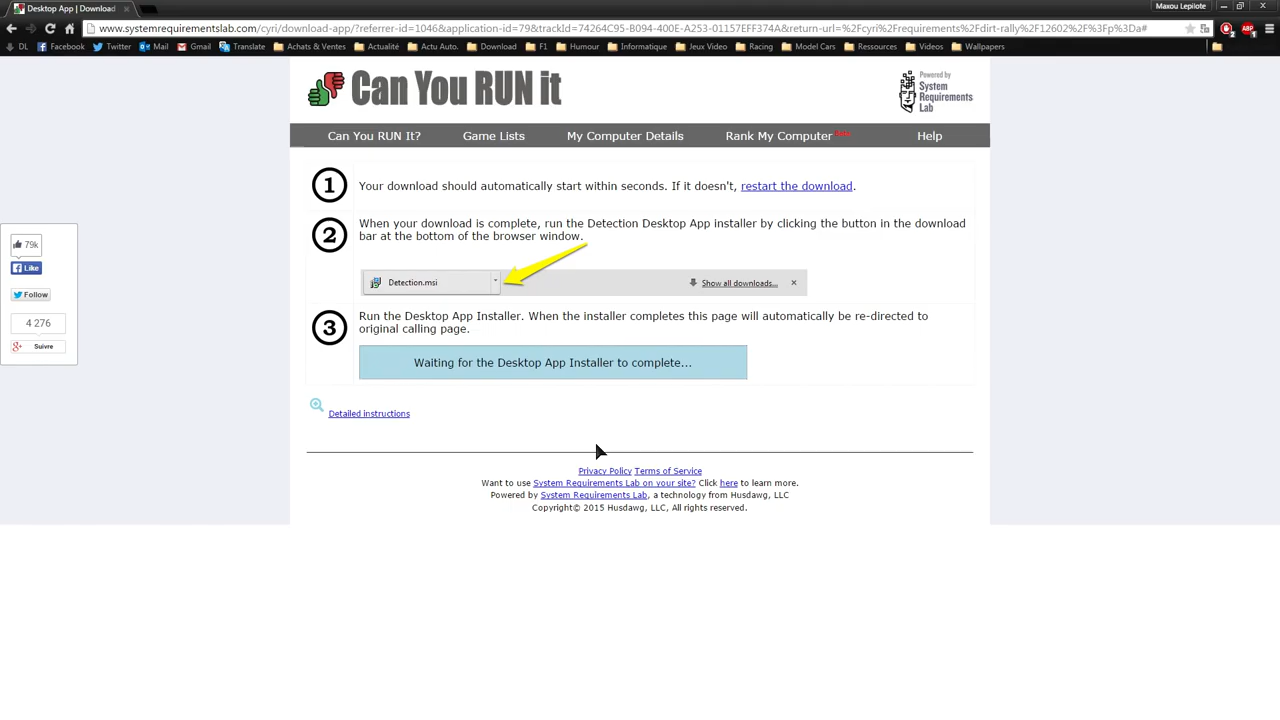 Desktop App | Download
Maxou Lepilote
www.systemrequirementslab.com/cyri/download-app/?referrer-id=1046&application-id=79&trackId=74264C95-B094-400E-A253-01157EFF374A&return-url=%2Fcyri%2Frequirements%2Fdirt-rally%2F12602%2F%3Fp%3Da#
DL Facebook Twitter Mail Gmail Translate Achats & Ventes Actualité Actu Auto. Download F1 Humour Informatique Jeux Video Racing Model Cars Ressources Videos Wallpapers
Can You RUN it
Powered by
System
Requirements
Lab
Can You RUN It? Game Lists My Computer Details Rank My Computer beta Help
1 Your download should automatically start within seconds. If it doesn't, restart the download.
2 When your download is complete, run the Detection Desktop App installer by clicking the button in the download
bar at the bottom of the browser window.
Detection.msi Show all downloads...
3 Run the Desktop App Installer. When the installer completes this page will automatically be re-directed to
original calling page.
Waiting for the Desktop App Installer to complete...
79k
Like
Follow
4 276
Suivre
Detailed instructions
Privacy Policy Terms of Service
Want to use System Requirements Lab on your site? Click here to learn more.
Powered by System Requirements Lab, a technology from Husdawg, LLC
Copyright© 2015 Husdawg, LLC, All rights reserved.